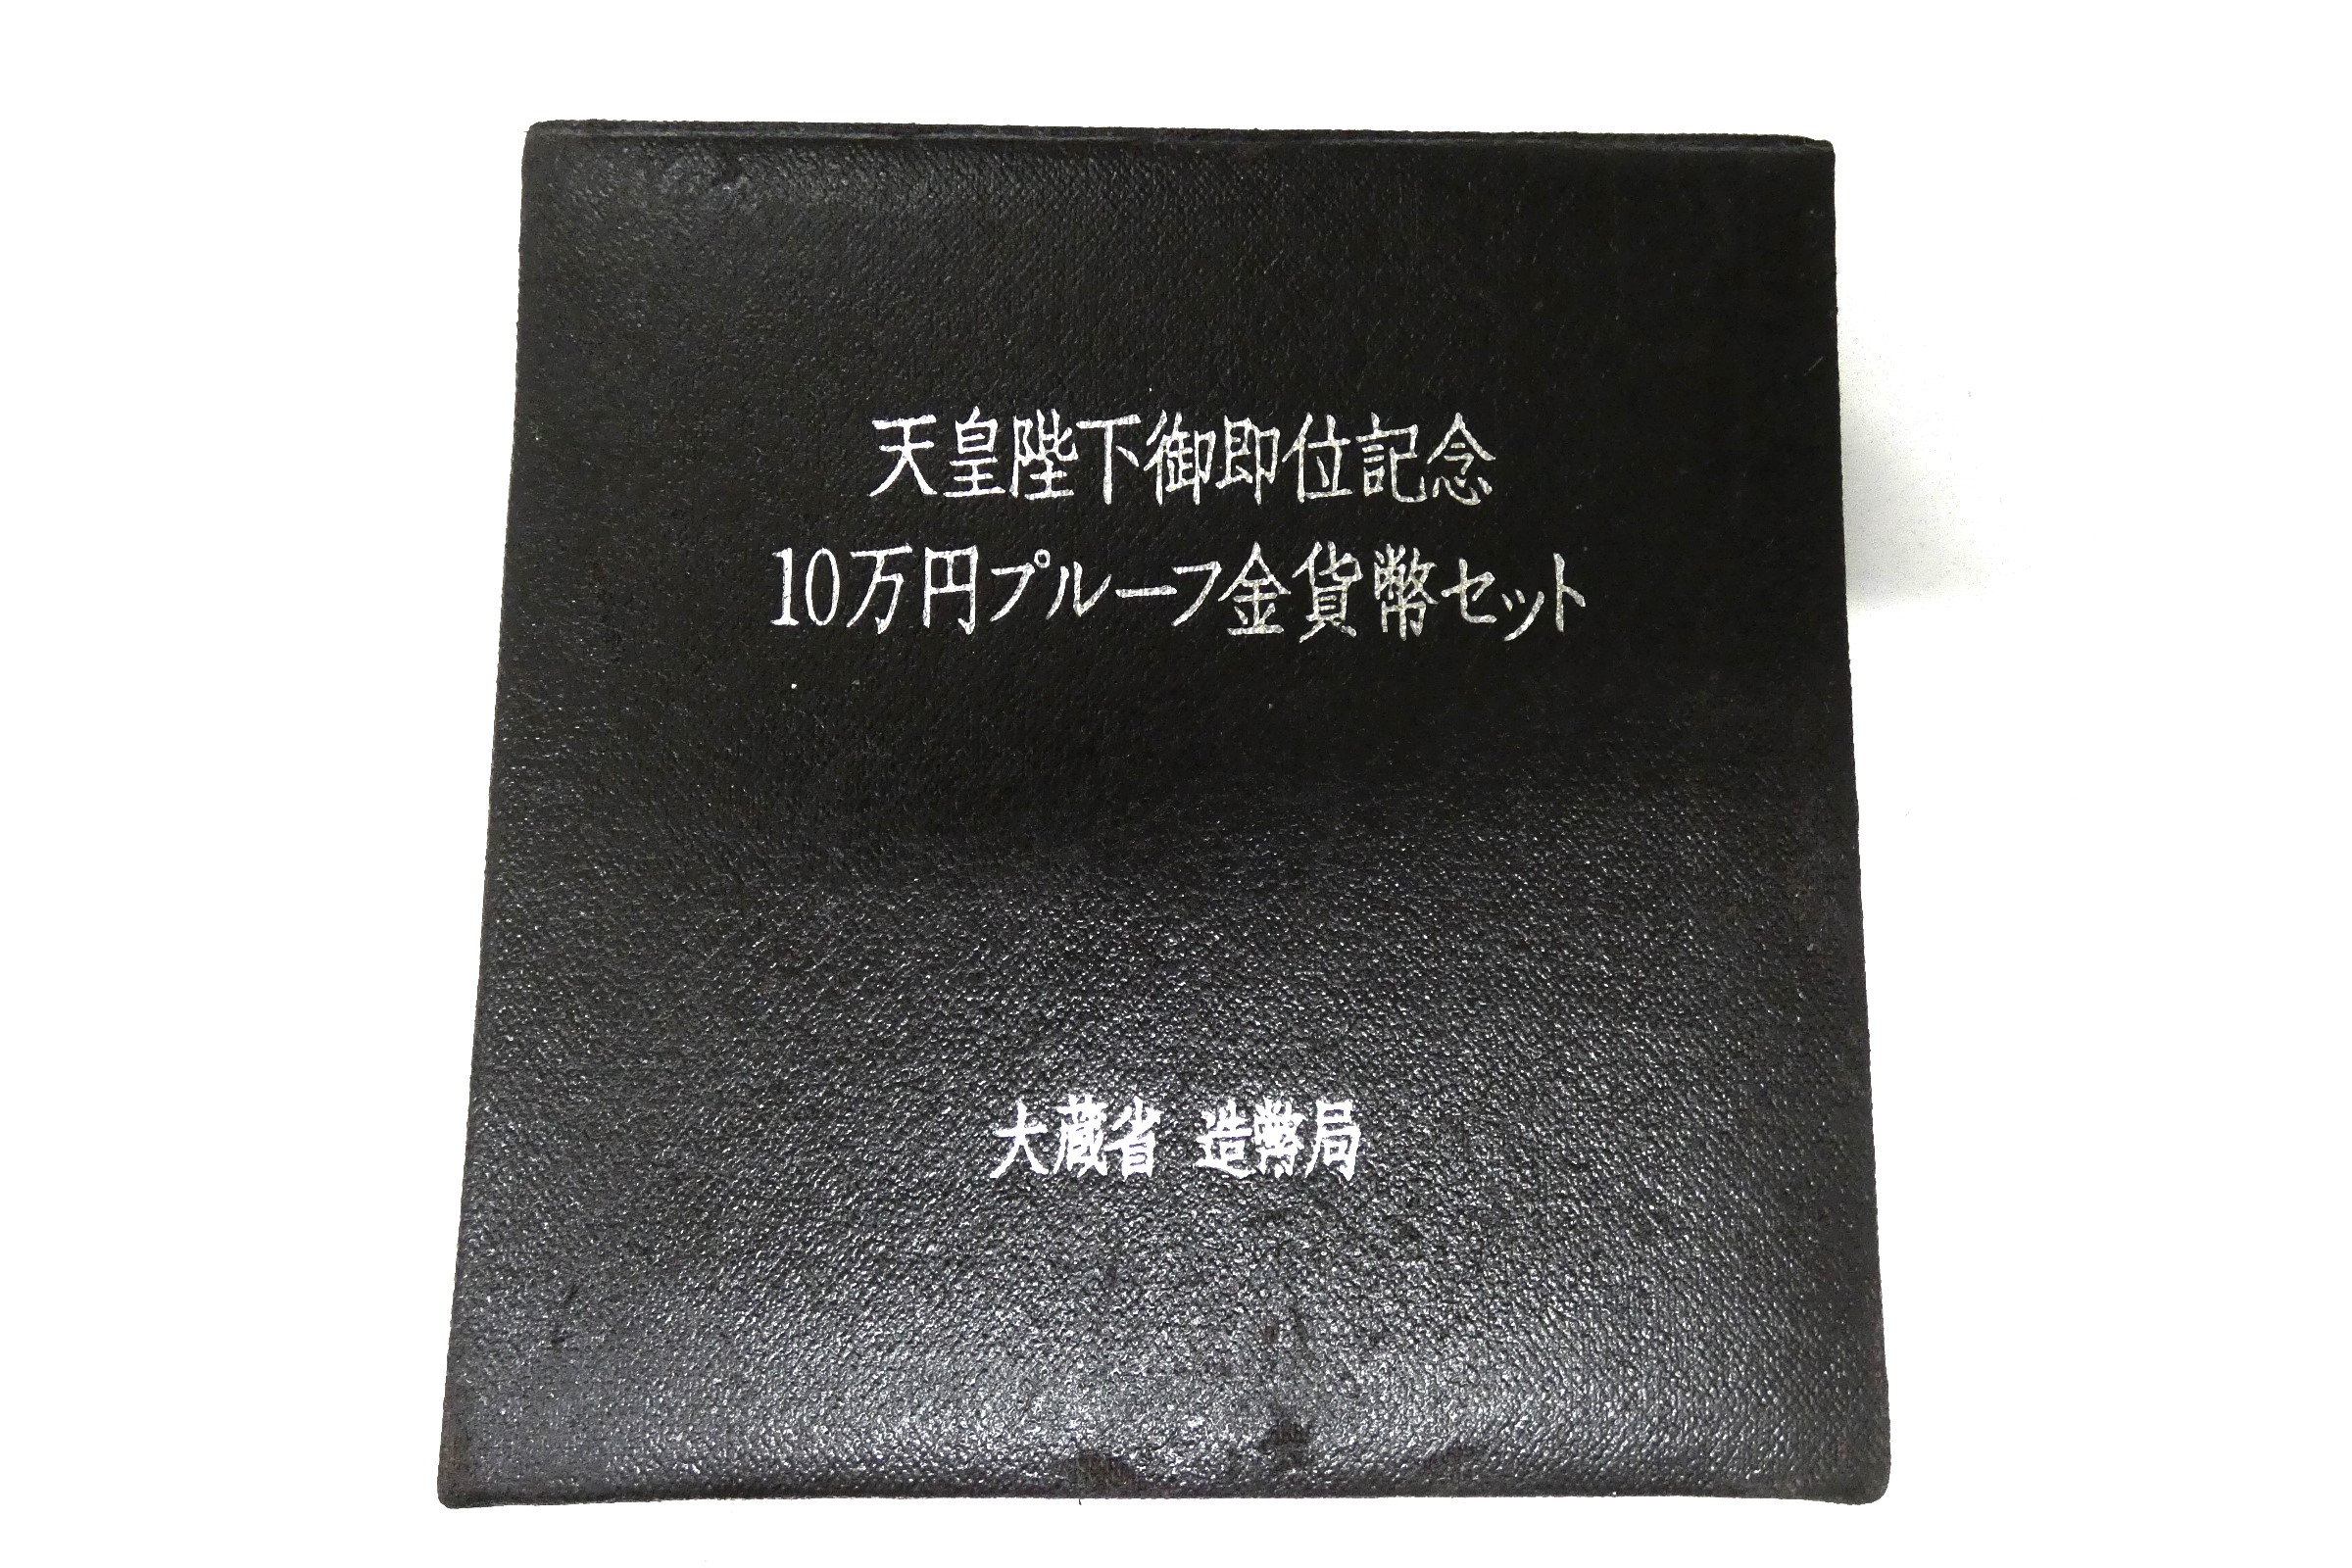 天皇陛下御即位記念
10万円プルーフ金貨幣セット
大蔵省 造幣局